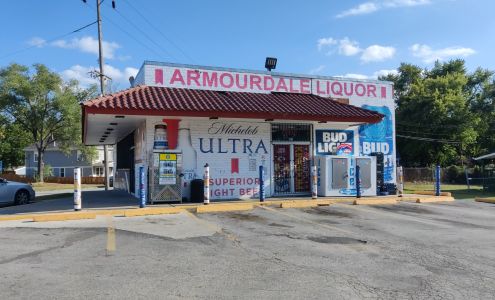 ARMOURDALE LIQUOR
Michelob
ULTRA
SUPERIOR
LIGHT BEER
BUD
LIGHT
BUD